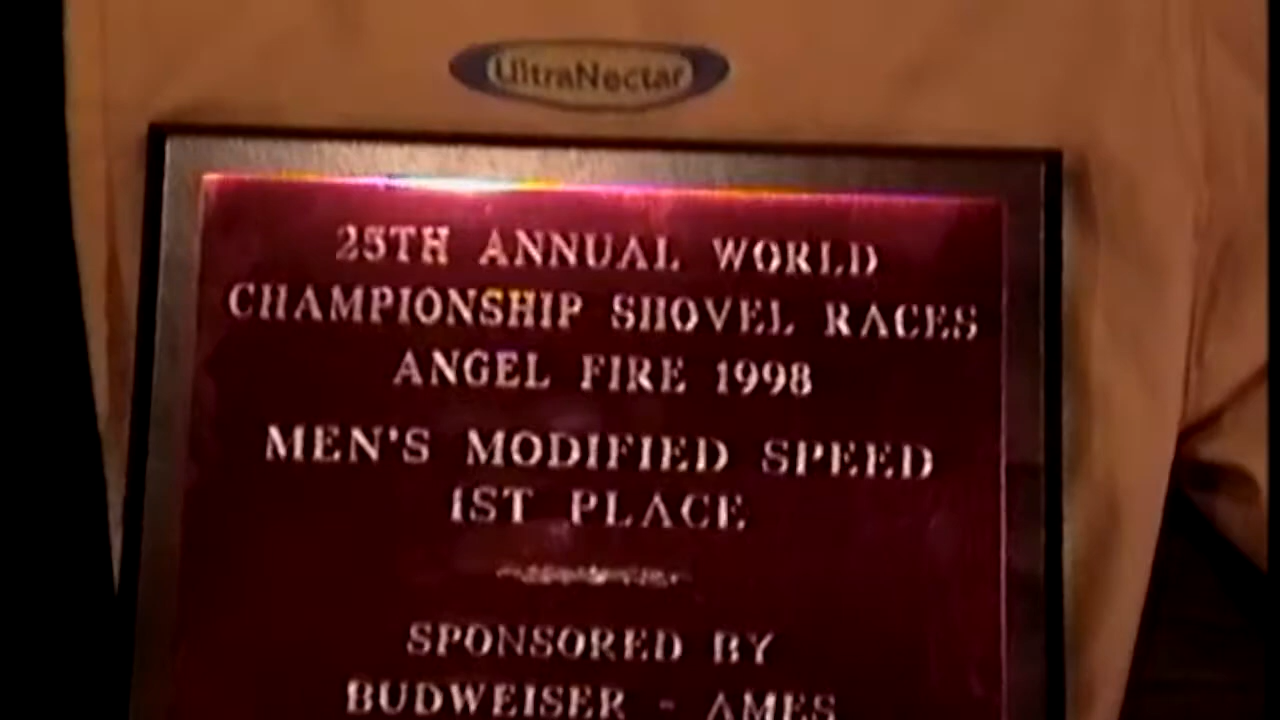 UltraNectar
25TH ANNUAL WORLD
CHAMPIONSHIP SHOVEL RACES
ANGEL FIRE 1998
MEN'S MODIFIED SPEED
1ST PLACE
SPONSORED BY
BUDWEISER - AMES